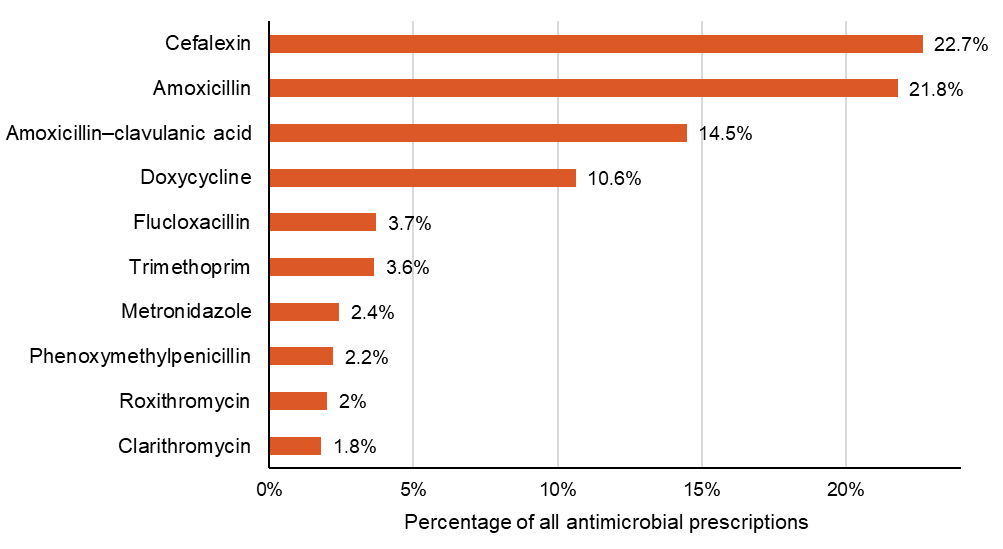 Cefalexin 22.7%
Amoxicillin 21.8%
Amoxicillin–clavulanic acid 14.5%
Doxycycline 10.6%
Flucloxacillin 3.7%
Trimethoprim 3.6%
Metronidazole 2.4%
Phenoxymethylpenicillin 2.2%
Roxithromycin 2%
Clarithromycin 1.8%
0% 5% 10% 15% 20%
Percentage of all antimicrobial prescriptions